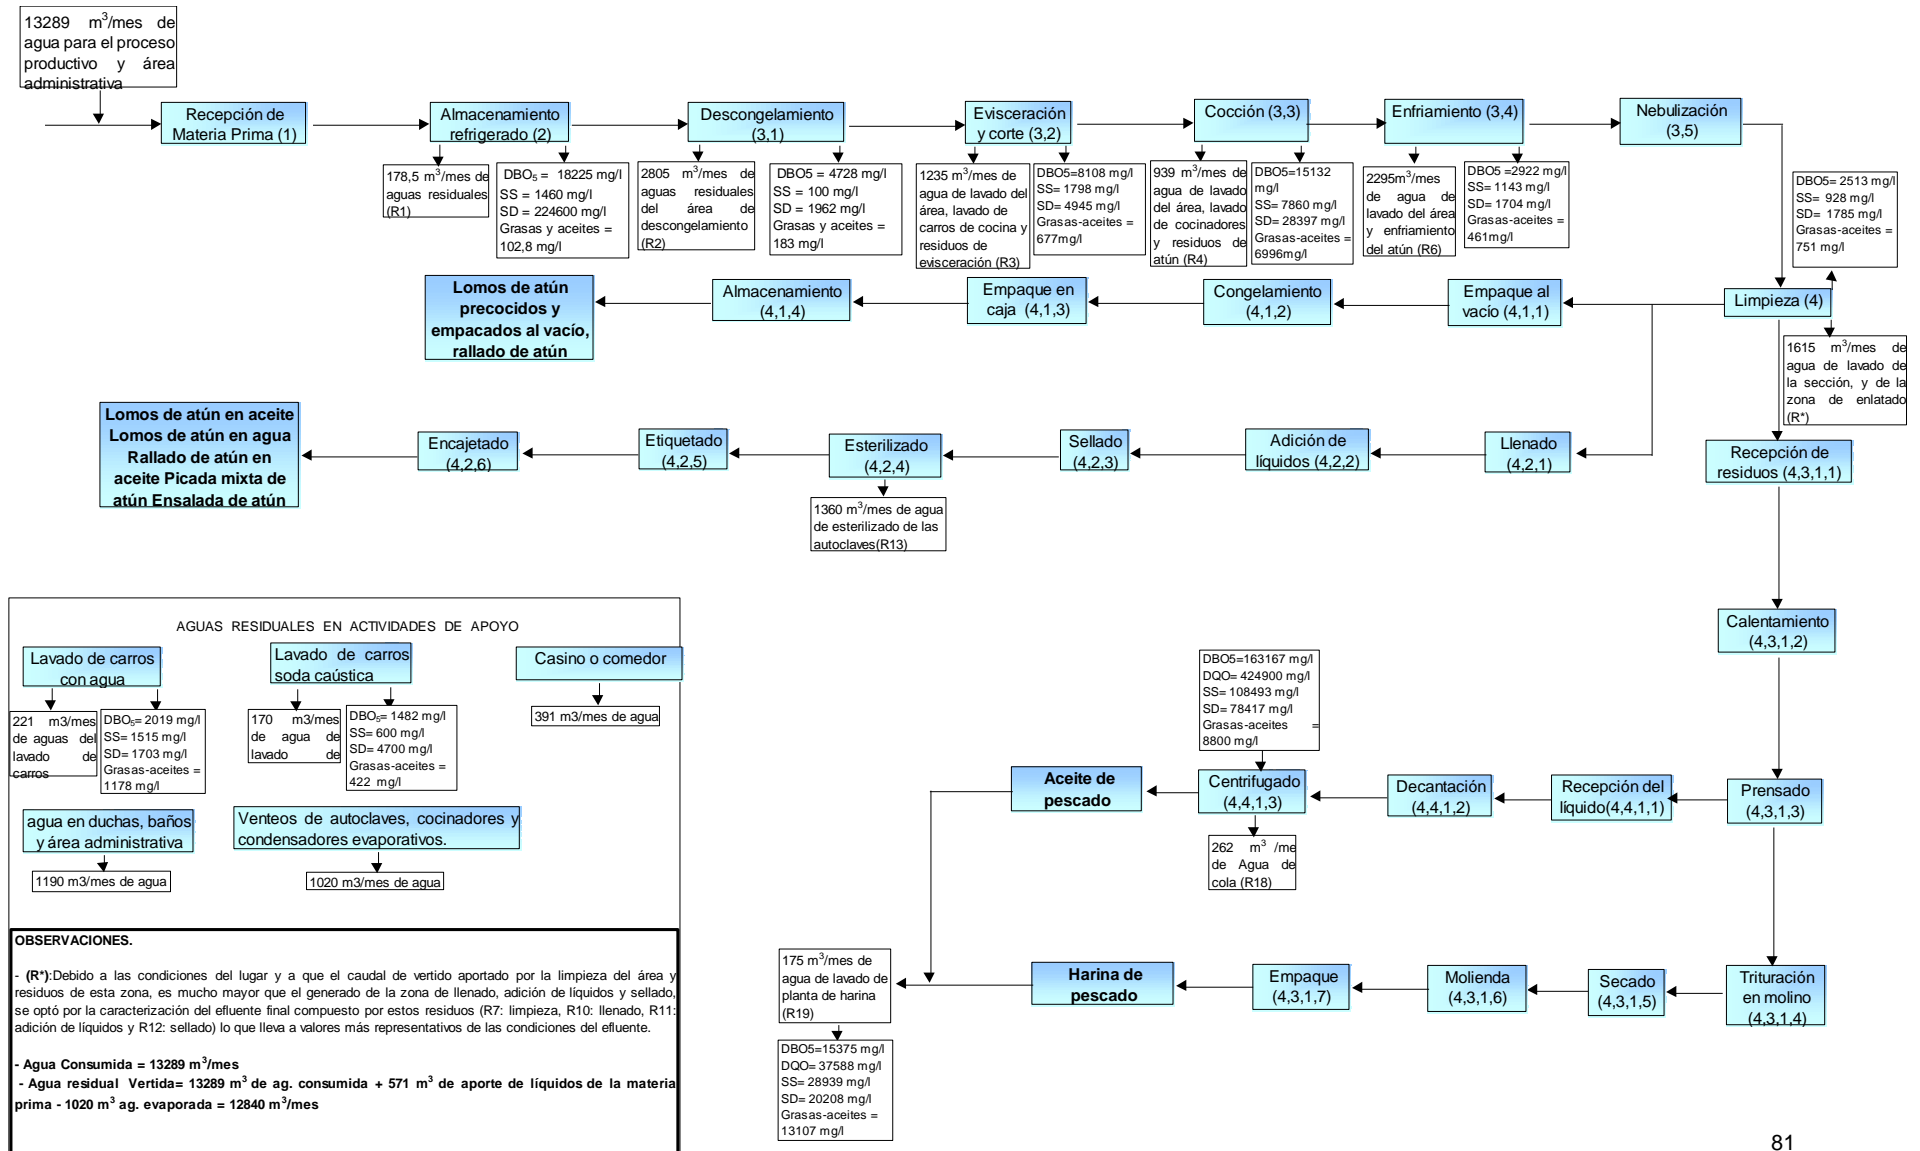 13289 m³/mes de
agua para el proceso
productivo y área
administrativa
Recepción de
Materia Prima (1)
Almacenamiento
refrigerado (2)
Descongelamiento
(3,1)
Evisceración
y corte (3,2)
Cocción (3,3)
Enfriamiento (3,4)
Nebulización
(3,5)
178,5 m³/mes de
aguas residuales
(R1)
DBO₅ = 18225 mg/l
SS = 1460 mg/l
SD = 224600 mg/l
Grasas y aceites =
102,8 mg/l
2805 m³/mes de
aguas residuales
del área de
descongelamiento
(R2)
DBO5 = 4728 mg/l
SS = 100 mg/l
SD = 1962 mg/l
Grasas y aceites =
183 mg/l
1235 m³/mes de
agua de lavado del
área, lavado de
carros de cocina y
residuos de
evisceración (R3)
DBO5=8108 mg/l
SS= 1798 mg/l
SD= 4945 mg/l
Grasas-aceites =
677mg/l
939 m³/mes de
agua de lavado
del área, lavado
de cocinadores
y residuos de
atún (R4)
DBO5=15132
mg/l
SS= 7860 mg/l
SD= 28397 mg/l
Grasas-aceites =
6996mg/l
2295m³/mes
de agua de
lavado del área
y enfriamiento
del atún (R6)
DBO5 =2922 mg/l
SS= 1143 mg/l
SD= 1704 mg/l
Grasas-aceites =
461mg/l
DBO5= 2513 mg/l
SS= 928 mg/l
SD= 1785 mg/l
Grasas-aceites =
751 mg/l
Lomos de atún
precocidos y
empacados al vacío,
rallado de atún
Almacenamiento
(4,1,4)
Empaque en
caja (4,1,3)
Congelamiento
(4,1,2)
Empaque al
vacío (4,1,1)
Limpieza (4)
1615 m³/mes de
agua de lavado de
la sección, y de la
zona de enlatado
(R*)
Lomos de atún en aceite
Lomos de atún en agua
Rallado de atún en
aceite Picada mixta de
atún Ensalada de atún
Encajetado
(4,2,6)
Etiquetado
(4,2,5)
Esterilizado
(4,2,4)
Sellado
(4,2,3)
Adición de
líquidos (4,2,2)
Llenado
(4,2,1)
Recepción de
residuos (4,3,1,1)
1360 m³/mes de agua
de esterilizado de las
autoclaves(R13)
Calentamiento
(4,3,1,2)
AGUAS RESIDUALES EN ACTIVIDADES DE APOYO
Lavado de carros
con agua
Lavado de carros
soda caústica
Casino o comedor
221 m3/mes
de aguas del
lavado de
carros
DBO₅= 2019 mg/l
SS= 1515 mg/l
SD= 1703 mg/l
Grasas-aceites =
1178 mg/l
170 m3/mes
de agua de
lavado de
DBO₅= 1482 mg/l
SS= 600 mg/l
SD= 4700 mg/l
Grasas-aceites =
422 mg/l
391 m3/mes de agua
agua en duchas, baños
y área administrativa
Venteos de autoclaves, cocinadores y
condensadores evaporativos.
1190 m3/mes de agua
1020 m3/mes de agua
DBO5=163167 mg/l
DQO= 424900 mg/l
SS= 108493 mg/l
SD= 78417 mg/l
Grasas-aceites =
8800 mg/l
Aceite de
pescado
Centrifugado
(4,4,1,3)
Decantación
(4,4,1,2)
Recepción del
líquido(4,4,1,1)
Prensado
(4,3,1,3)
262 m³ /me
de Agua de
cola (R18)
175 m³/mes de
agua de lavado de
planta de harina
(R19)
Harina de
pescado
Empaque
(4,3,1,7)
Molienda
(4,3,1,6)
Secado
(4,3,1,5)
Trituración
en molino
(4,3,1,4)
DBO5=15375 mg/l
DQO= 37588 mg/l
SS= 28939 mg/l
SD= 20208 mg/l
Grasas-aceites =
13107 mg/l
OBSERVACIONES.
- (R*):Debido a las condiciones del lugar y a que el caudal de vertido aportado por la limpieza del área y
residuos de esta zona, es mucho mayor que el generado de la zona de llenado, adición de líquidos y sellado,
se optó por la caracterización del efluente final compuesto por estos residuos (R7: limpieza, R10: llenado, R11:
adición de líquidos y R12: sellado) lo que lleva a valores más representativos de las condiciones del efluente.
- Agua Consumida = 13289 m³/mes
- Agua residual Vertida= 13289 m³ de ag. consumida + 571 m³ de aporte de líquidos de la materia
prima - 1020 m³ ag. evaporada = 12840 m³/mes
81